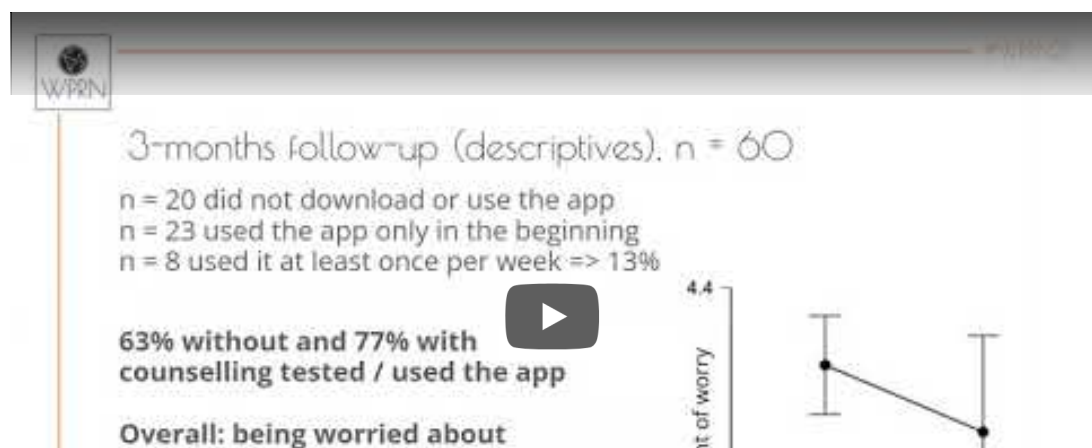 WPRN
3-months follow-up (descriptives), n = 60
n = 20 did not download or use the app
n = 23 used the app only in the beginning
n = 8 used it at least once per week => 13%
63% without and 77% with
counselling tested / used the app
Overall: being worried about
4.4
of worry